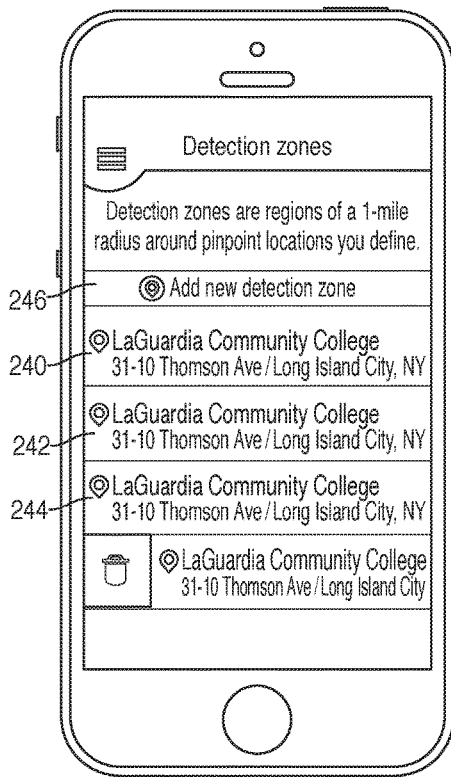 Detection zones
Detection zones are regions of a 1-mile
radius around pinpoint locations you define.
246
Add new detection zone
240
LaGuardia Community College
31-10 Thomson Ave / Long Island City, NY
242
LaGuardia Community College
31-10 Thomson Ave / Long Island City, NY
244
LaGuardia Community College
31-10 Thomson Ave / Long Island City, NY
LaGuardia Community College
31-10 Thomson Ave / Long Island City